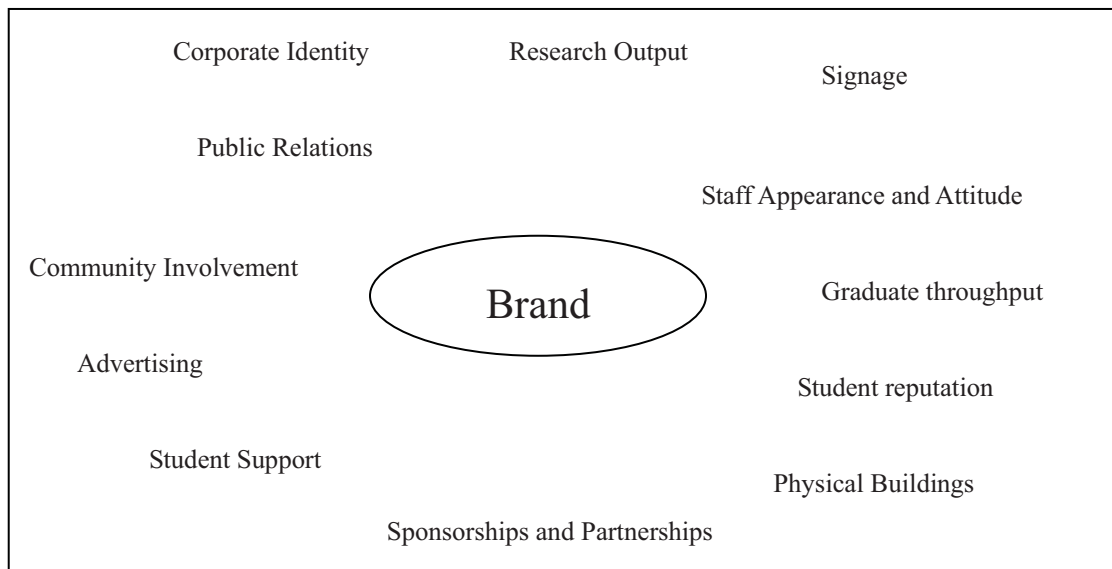 Corporate Identity
Research Output
Signage
Public Relations
Staff Appearance and Attitude
Community Involvement
Brand
Graduate throughput
Advertising
Student reputation
Student Support
Physical Buildings
Sponsorships and Partnerships